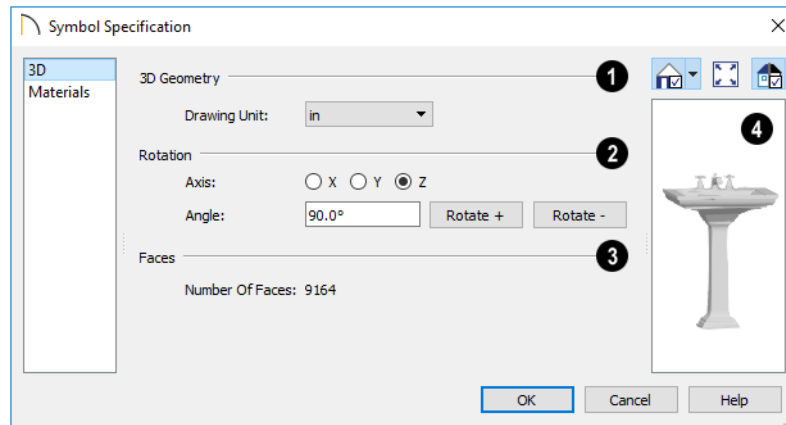 Symbol Specification
3D
Materials
3D Geometry
1
Drawing Unit: in
Rotation
2
Axis: X Y Z
Angle: 90.0° Rotate + Rotate -
Faces
3
Number Of Faces: 9164
4
OK Cancel Help